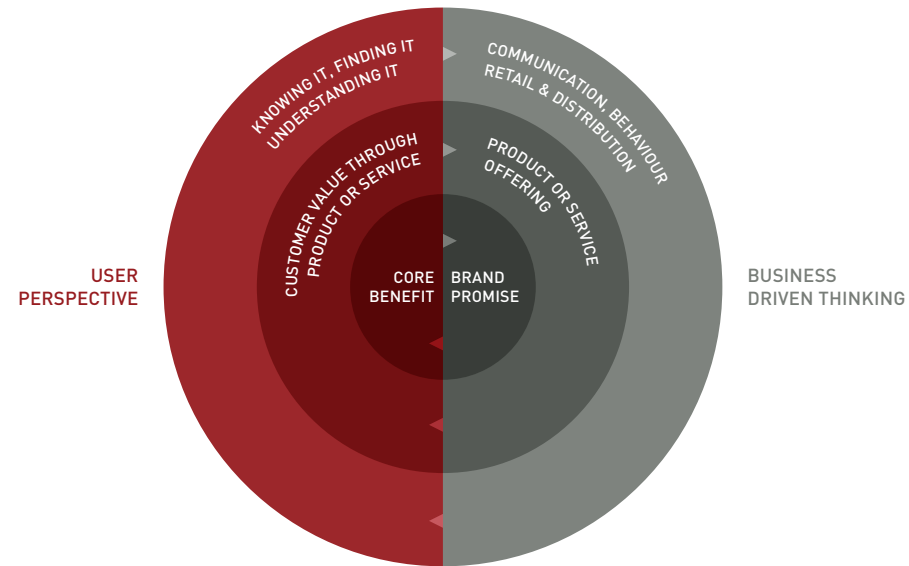 KNOWING IT, FINDING IT
UNDERSTANDING IT
COMMUNICATION, BEHAVIOUR
RETAIL & DISTRIBUTION
CUSTOMER VALUE THROUGH
PRODUCT OR SERVICE
PRODUCT OR SERVICE
OFFERING
USER
PERSPECTIVE
CORE
BENEFIT
BRAND
PROMISE
BUSINESS
DRIVEN THINKING